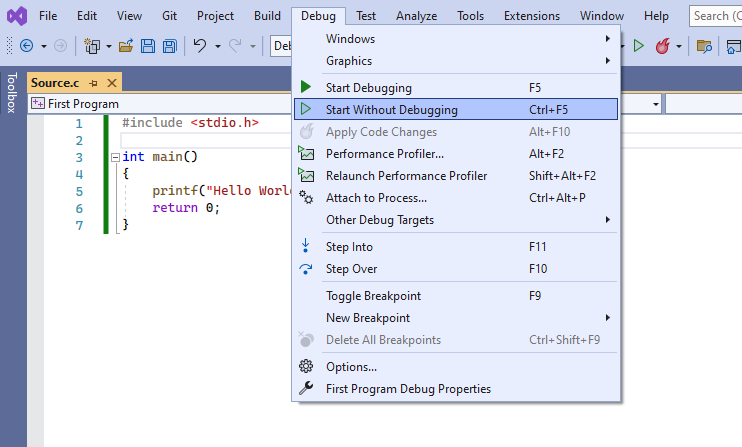 File Edit View Git Project Build Debug Test Analyze Tools Extensions Window Help Search (C
Deb
Toolbox
Source.c
First Program
1 #include <stdio.h>
2
3 int main()
4 {
5 printf("Hello Worl
6 return 0;
7 }
Windows
Graphics
Start Debugging F5
Start Without Debugging Ctrl+F5
Apply Code Changes Alt+F10
Performance Profiler... Alt+F2
Relaunch Performance Profiler Shift+Alt+F2
Attach to Process... Ctrl+Alt+P
Other Debug Targets
Step Into F11
Step Over F10
Toggle Breakpoint F9
New Breakpoint
Delete All Breakpoints Ctrl+Shift+F9
Options...
First Program Debug Properties